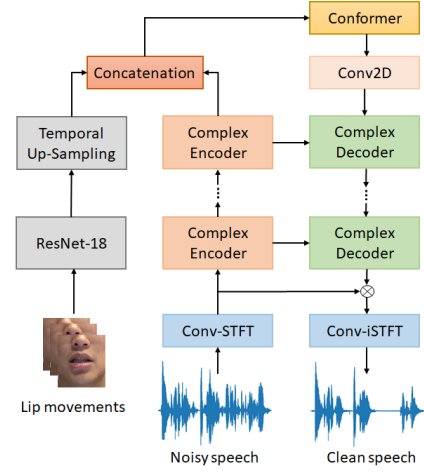 Conformer
Concatenation
Conv2D
Temporal
Up-Sampling
Complex
Encoder
Complex
Decoder
ResNet-18
Complex
Encoder
Complex
Decoder
Conv-STFT
Conv-iSTFT
Lip movements
Noisy speech
Clean speech